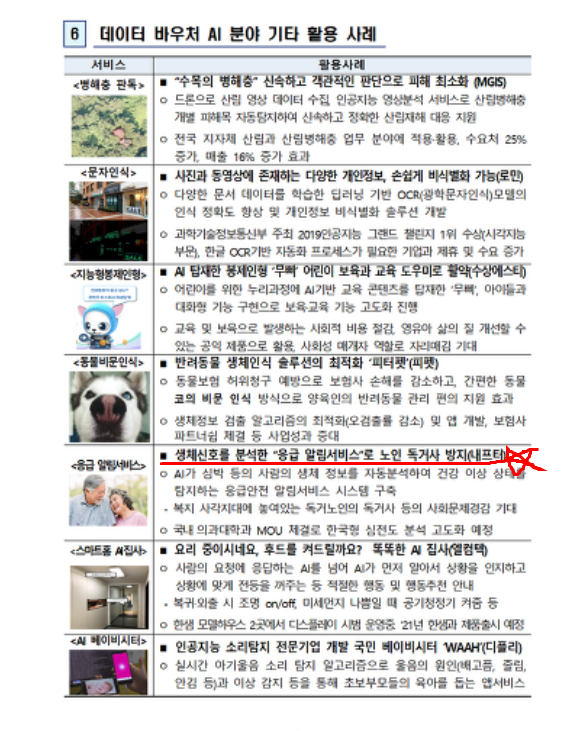 6 데이터 바우처 AI 분야 기타 활용 사례
서비스 활용사례
<병해충 판독>
■ "수목의 병해충" 신속하고 객관적인 판단으로 피해 최소화 (MGIS)
○ 드론으로 산림 영상 데이터 수집, 인공지능 영상분석 서비스로 산림병해충
개별 피해목 자동탐지하여 신속하고 정확한 산림재해 대응 지원
○ 전국 지자체 산림과 산림병해충 업무 분야에 적용·활용, 수요처 25%
증가, 매출 16% 증가 효과
<문자인식>
■ 사진과 동영상에 존재하는 다양한 개인정보, 손쉽게 비식별화 가능(로민)
○ 다양한 문서 데이터를 학습한 딥러닝 기반 OCR(광학문자인식)모델의
인식 정확도 향상 및 개인정보 비식별화 솔루션 개발
○ 과학기술정보통신부 주최 2019인공지능 그랜드 챌린지 1위 수상(시각지능
부문), 한글 OCR기반 자동화 프로세스가 필요한 기업과 제휴 및 수요 증가
<지능형봉제인형>
■ AI 탑재한 봉제인형 '무빠' 어린이 보육과 교육 도우미로 활약(수상에스티)
○ 어린이를 위한 누리과정에 AI기반 교육 콘텐츠를 탑재한 '무빠', 아이들과
대화형 기능 구현으로 보육·교육 기능 고도화 진행
○ 교육 및 보육으로 발생하는 사회적 비용 절감, 영유아 삶의 질 개선할 수
있는 공익 제품으로 활용, 사회성 매개자 역할로 자리매김 기대
<동물비문인식>
■ 반려동물 생체인식 솔루션의 최적화 '피터펫'(피펫)
○ 동물보험 허위청구 예방으로 보험사 손해를 감소하고, 간편한 동물
코의 비문 인식 방식으로 양육인의 반려동물 관리 편의 지원 효과
○ 생체정보 검출 알고리즘의 최적화(오검출률 감소) 및 앱 개발, 보험사
파트너쉽 체결 등 사업성과 증대
<응급 알림서비스>
■ 생체신호를 분석한 "응급 알림서비스"로 노인 독거사 방지(내프터)
○ AI가 심박 등의 사람의 생체 정보를 자동분석하여 건강 이상 상태를
탐지하는 응급안전 알림서비스 시스템 구축
- 복지 사각지대에 놓여있는 독거노인의 독거사 등의 사회문제경감 기대
○ 국내 의과대학과 MOU 체결로 한국형 심전도 분석 고도화 예정
<스마트홈 AI집사>
■ 요리 중이시네요, 후드를 켜드릴까요? 똑똑한 AI 집사(엘컴텍)
○ 사람의 요청에 응답하는 AI를 넘어 AI가 먼저 알아서 상황을 인지하고
상황에 맞게 전등을 꺼주는 등 적절한 행동 및 행동추천 안내
- 복귀·외출 시 조명 on/off, 미세먼지 나쁨일 때 공기청정기 켜줌 등
○ 한샘 모델하우스 2곳에서 디스플레이 시범 운영중 '21년 한샘과 제품출시 예정
<AI 베이비시터>
■ 인공지능 소리탐지 전문기업 개발 국민 베이비시터 'WAAH'(디플리)
○ 실시간 아기울음 소리 탐지 알고리즘으로 울음의 원인(배고픔, 졸림,
안김 등)과 이상 감지 등을 통해 초보부모들의 육아를 돕는 앱서비스